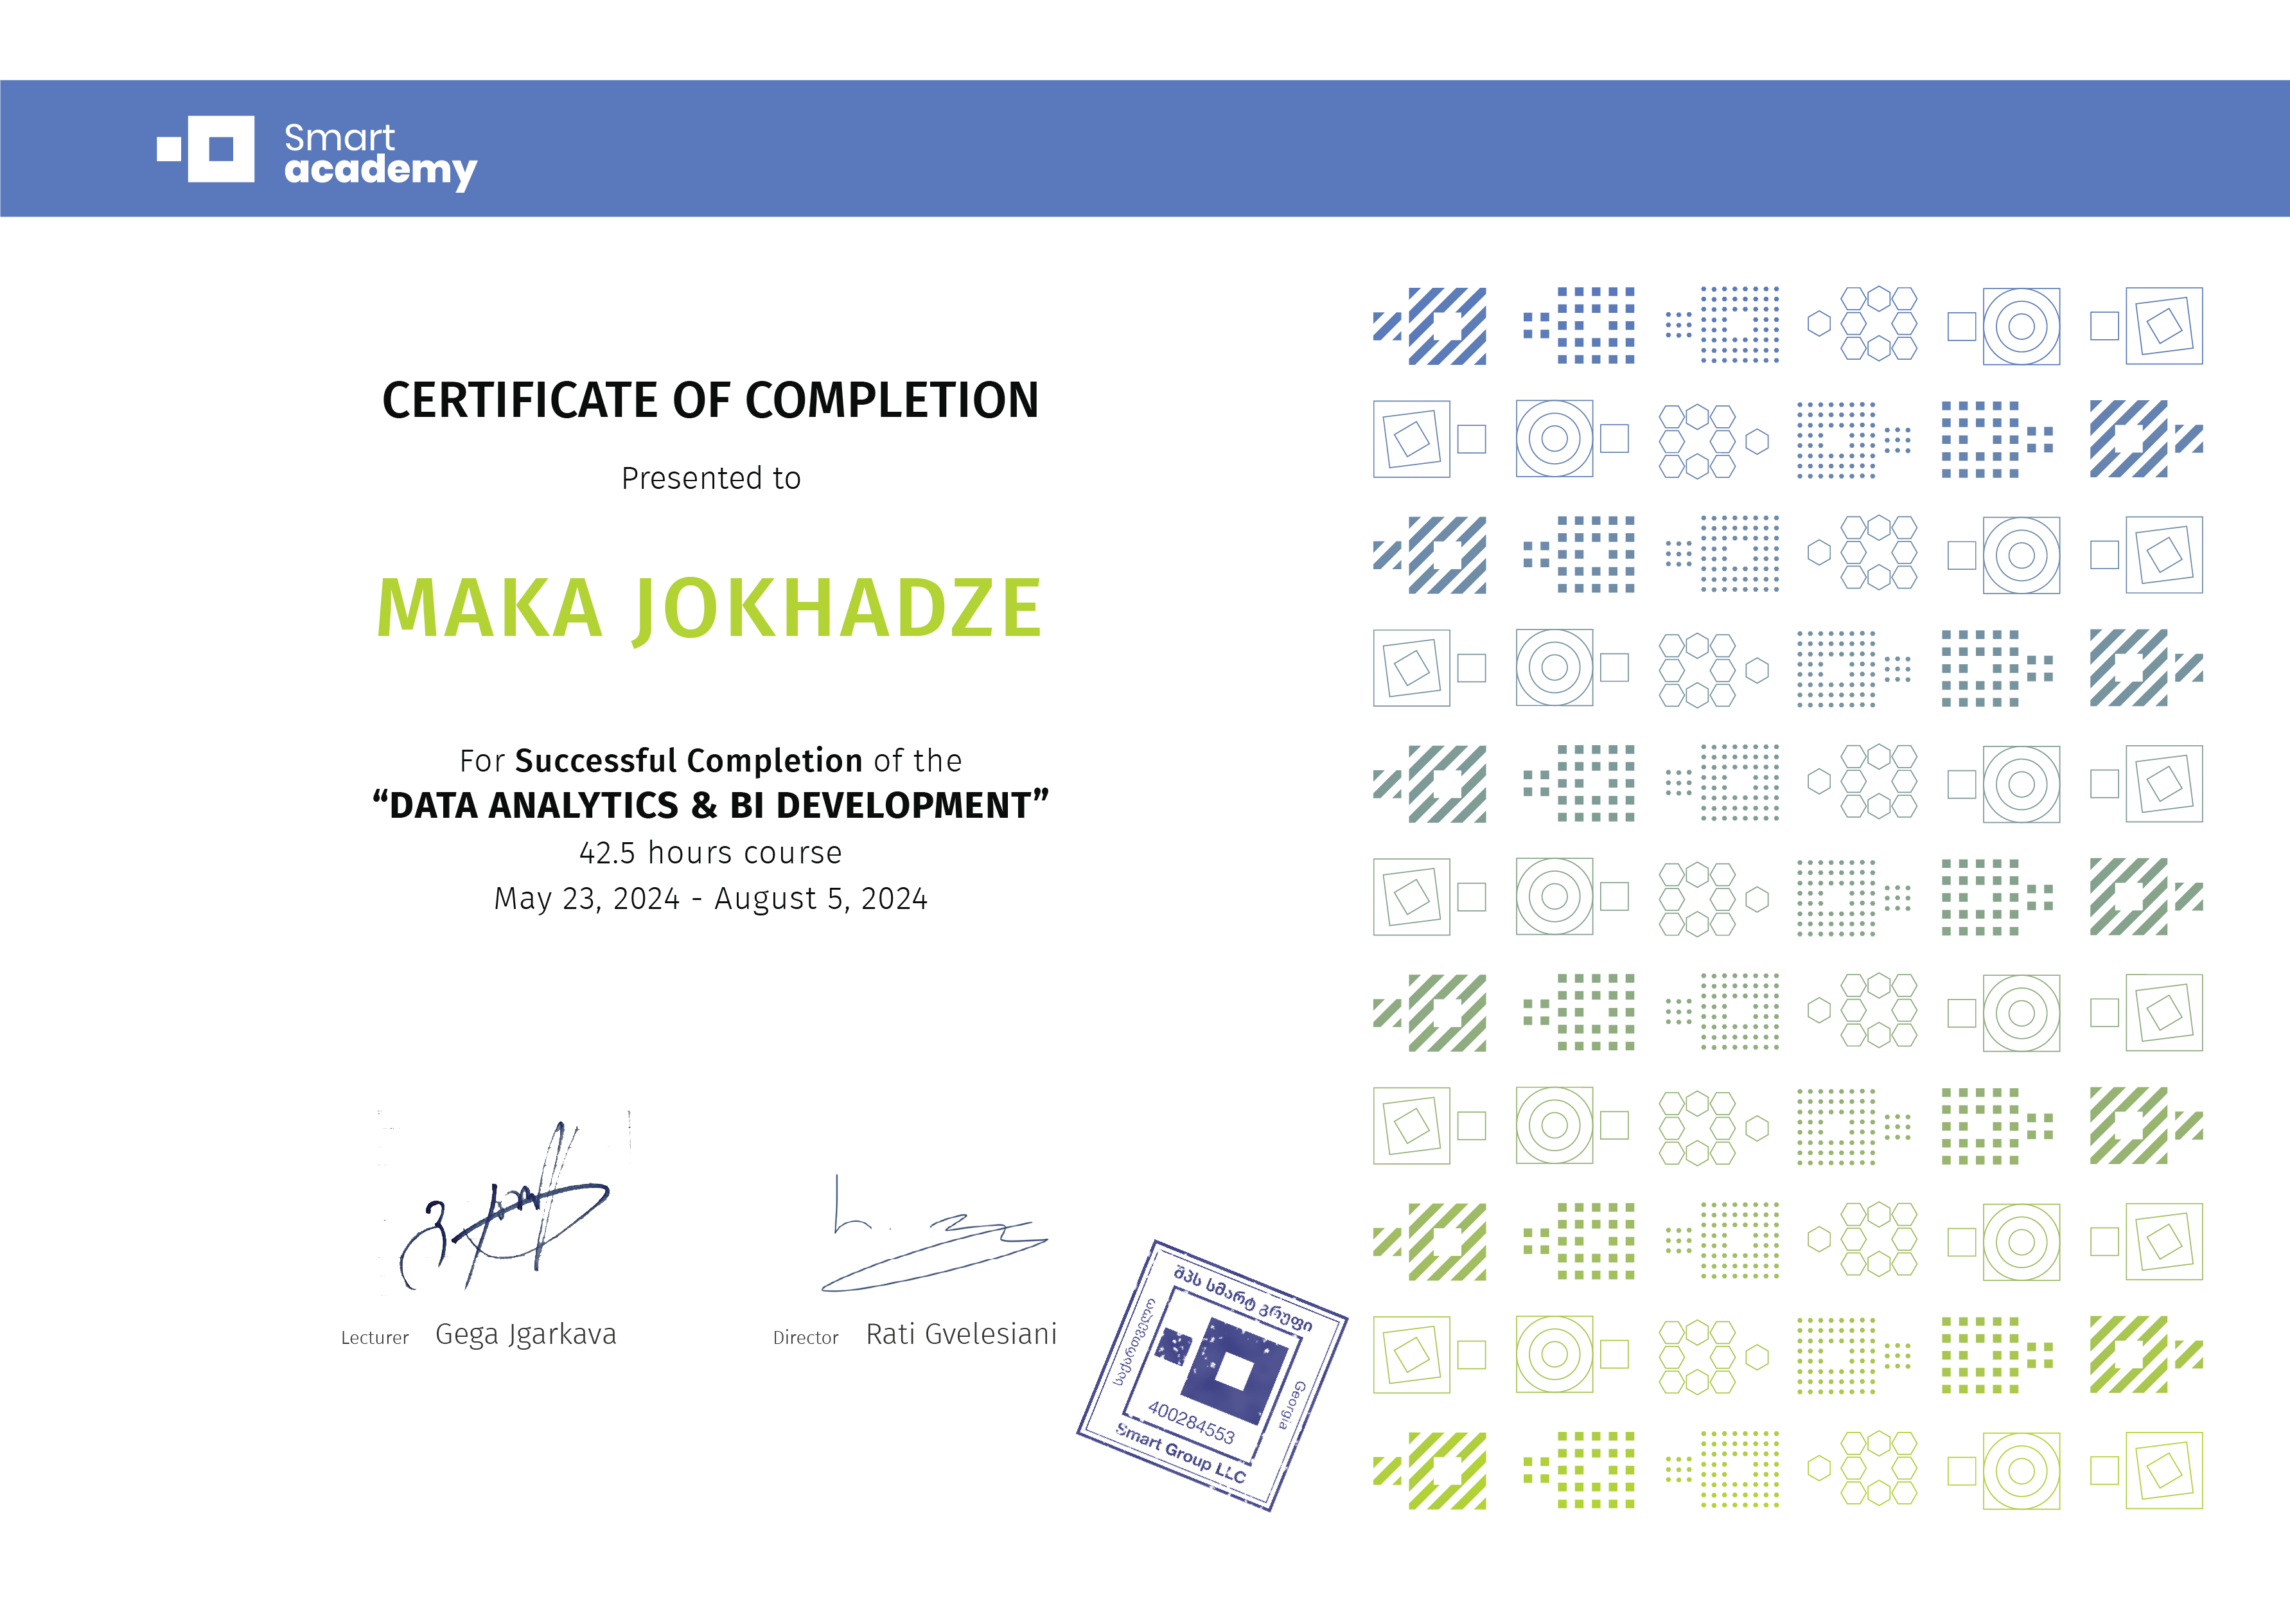 Smart
academy
CERTIFICATE OF COMPLETION
Presented to
MAKA JOKHADZE
For Successful Completion of the
“DATA ANALYTICS & BI DEVELOPMENT”
42.5 hours course
May 23, 2024 - August 5, 2024
Lecturer Gega Jgarkava
Director Rati Gvelesiani
შპს სმარტ გრუფი
საქართველო
Georgia
400284553
Smart Group LLC